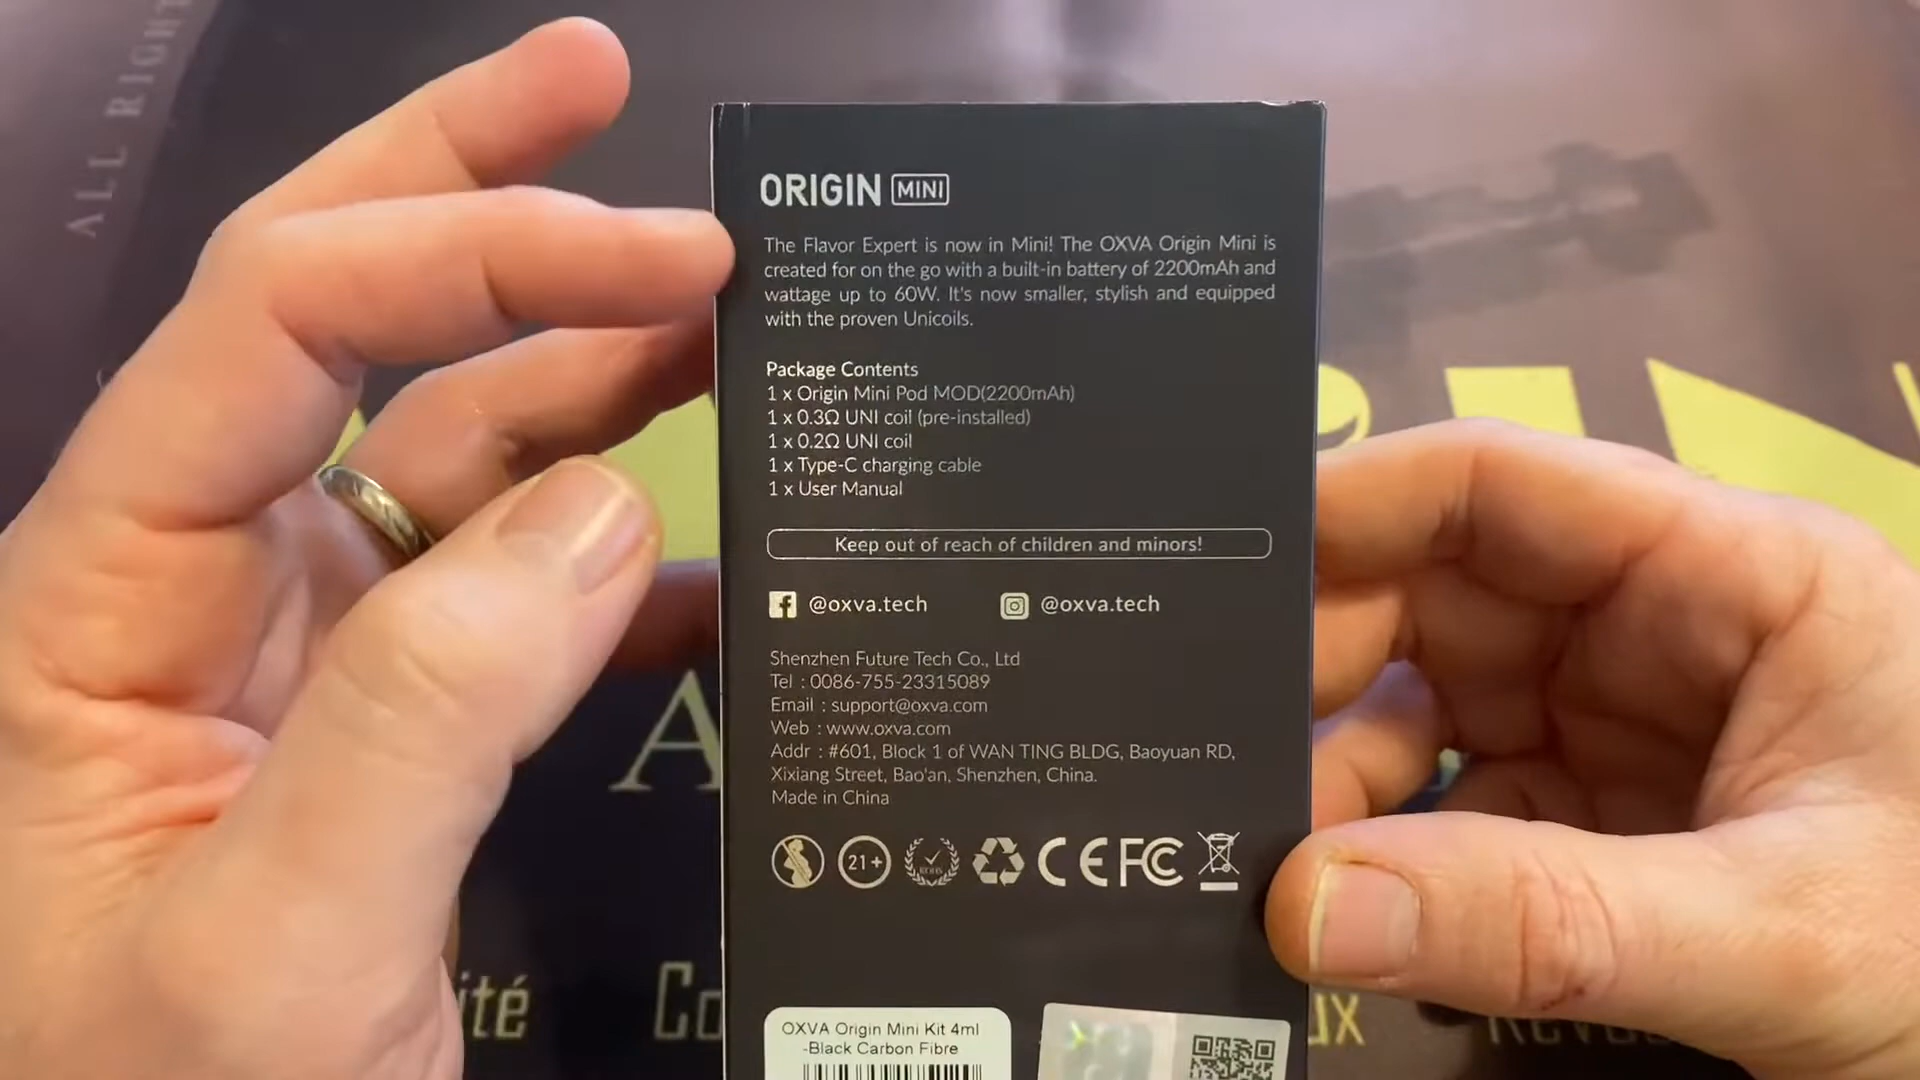 ALL RIGHT
ORIGIN MINI
The Flavor Expert is now in Mini! The OXVA Origin Mini is
created for on the go with a built-in battery of 2200mAh and
wattage up to 60W. It's now smaller, stylish and equipped
with the proven Unicoils.
Package Contents
1 x Origin Mini Pod MOD(2200mAh)
1 x 0.3Ω UNI coil (pre-installed)
1 x 0.2Ω UNI coil
1 x Type-C charging cable
1 x User Manual
Keep out of reach of children and minors!
@oxva.tech @oxva.tech
Shenzhen Future Tech Co., Ltd
Tel : 0086-755-23315089
Email : support@oxva.com
Web : www.oxva.com
Addr : #601, Block 1 of WAN TING BLDG, Baoyuan RD,
Xixiang Street, Bao'an, Shenzhen, China.
Made in China
21+ ROHS CE FC
OXVA Origin Mini Kit 4ml
-Black Carbon Fibre